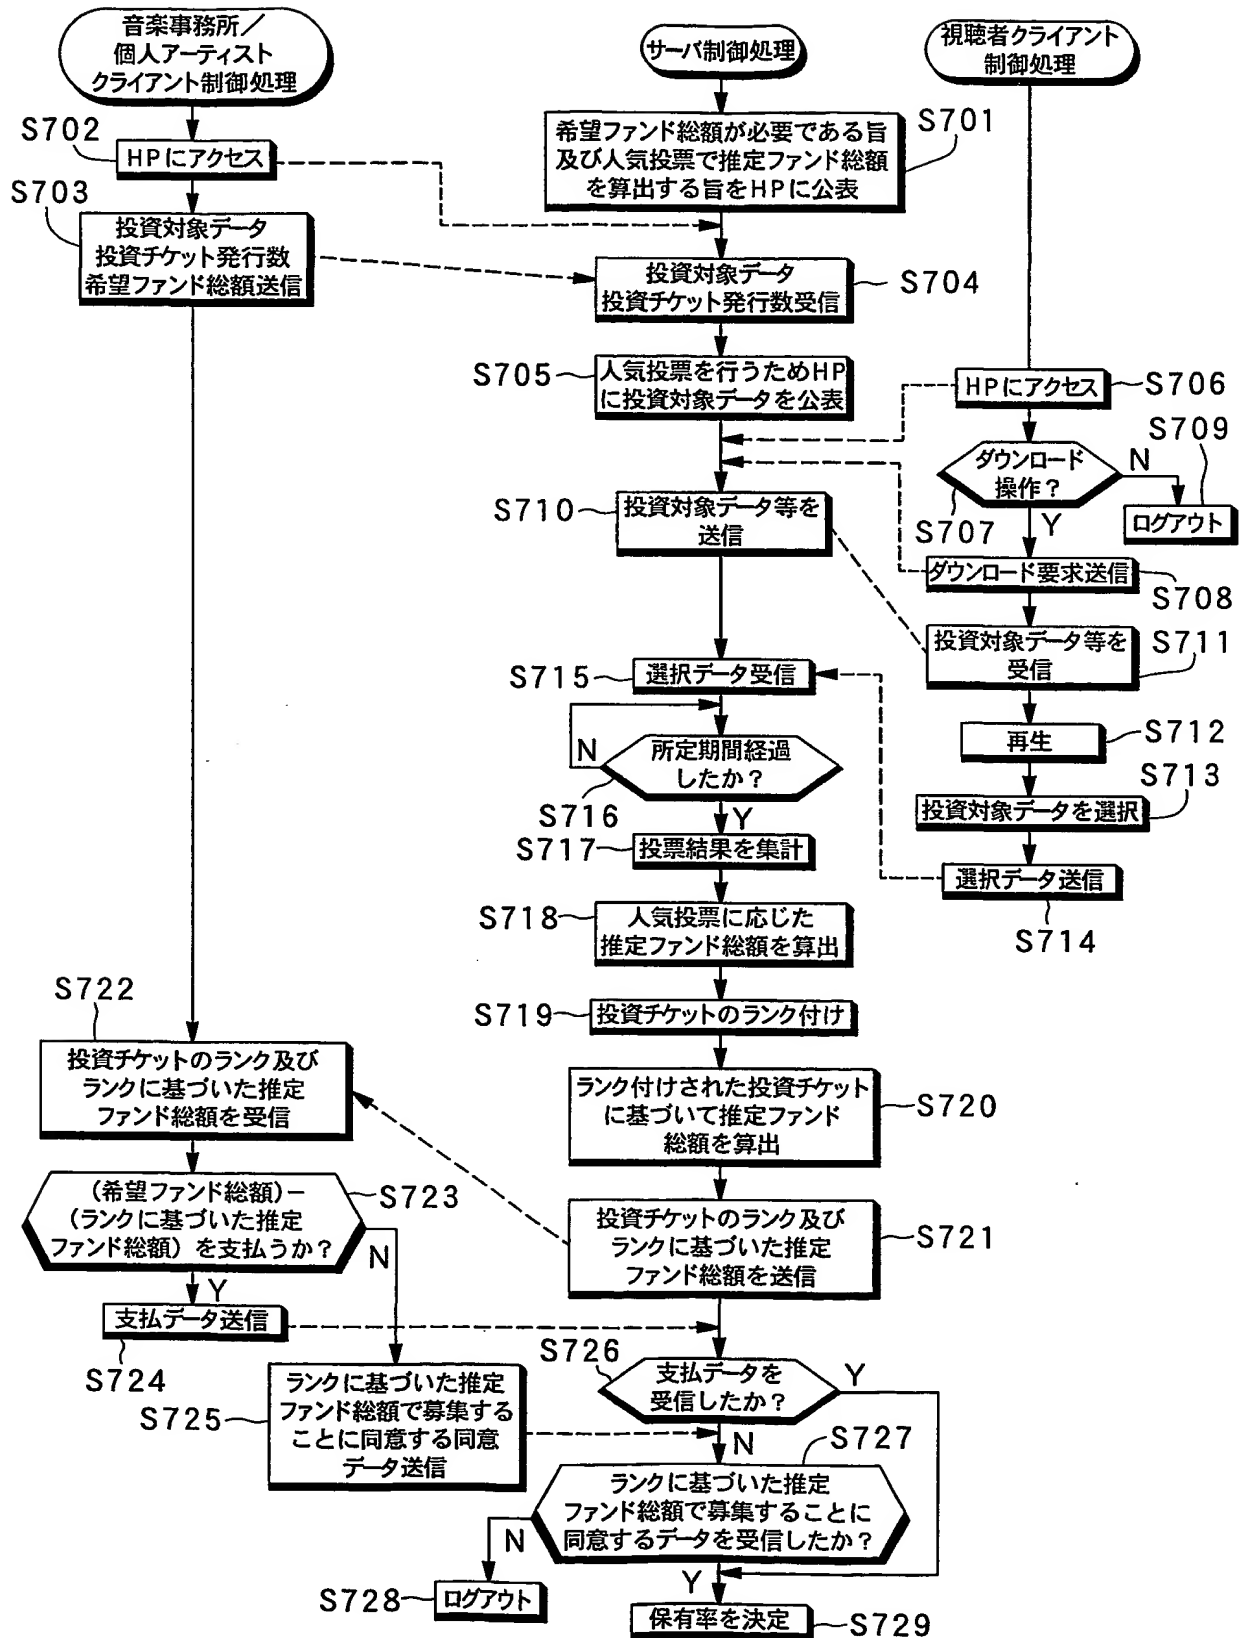 音楽事務所／
個人アーティスト
クライアント制御処理
サーバ制御処理
視聴者クライアント
制御処理
S701
希望ファンド総額が必要である旨
及び人気投票で推定ファンド総額
を算出する旨をHPに公表
S702
HPにアクセス
S703
投資対象データ
投資チケット発行数
希望ファンド総額送信
投資対象データ
投資チケット発行数受信
S704
S705
人気投票を行うためHP
に投資対象データを公表
HPにアクセス
S706
S709
ダウンロード
操作？
N
S707
Y
ログアウト
S710
投資対象データ等を
送信
ダウンロード要求送信
S708
投資対象データ等を
受信
S711
S715
選択データ受信
再生
S712
N
所定期間経過
したか？
S716
Y
S713
投資対象データを選択
S717
投票結果を集計
選択データ送信
S714
S718
人気投票に応じた
推定ファンド総額を算出
S719
投資チケットのランク付け
S722
投資チケットのランク及び
ランクに基づいた推定
ファンド総額を受信
ランク付けされた投資チケット
に基づいて推定ファンド
総額を算出
S720
(希望ファンド総額)−
(ランクに基づいた推定
ファンド総額）を支払うか？
S723
N
Y
投資チケットのランク及び
ランクに基づいた推定
ファンド総額を送信
S721
支払データ送信
S724
S726
支払データを
受信したか？
Y
N
S725
ランクに基づいた推定
ファンド総額で募集する
ことに同意する同意
データ送信
S727
ランクに基づいた推定
ファンド総額で募集することに
同意するデータを受信したか？
N
Y
S728
ログアウト
保有率を決定
S729